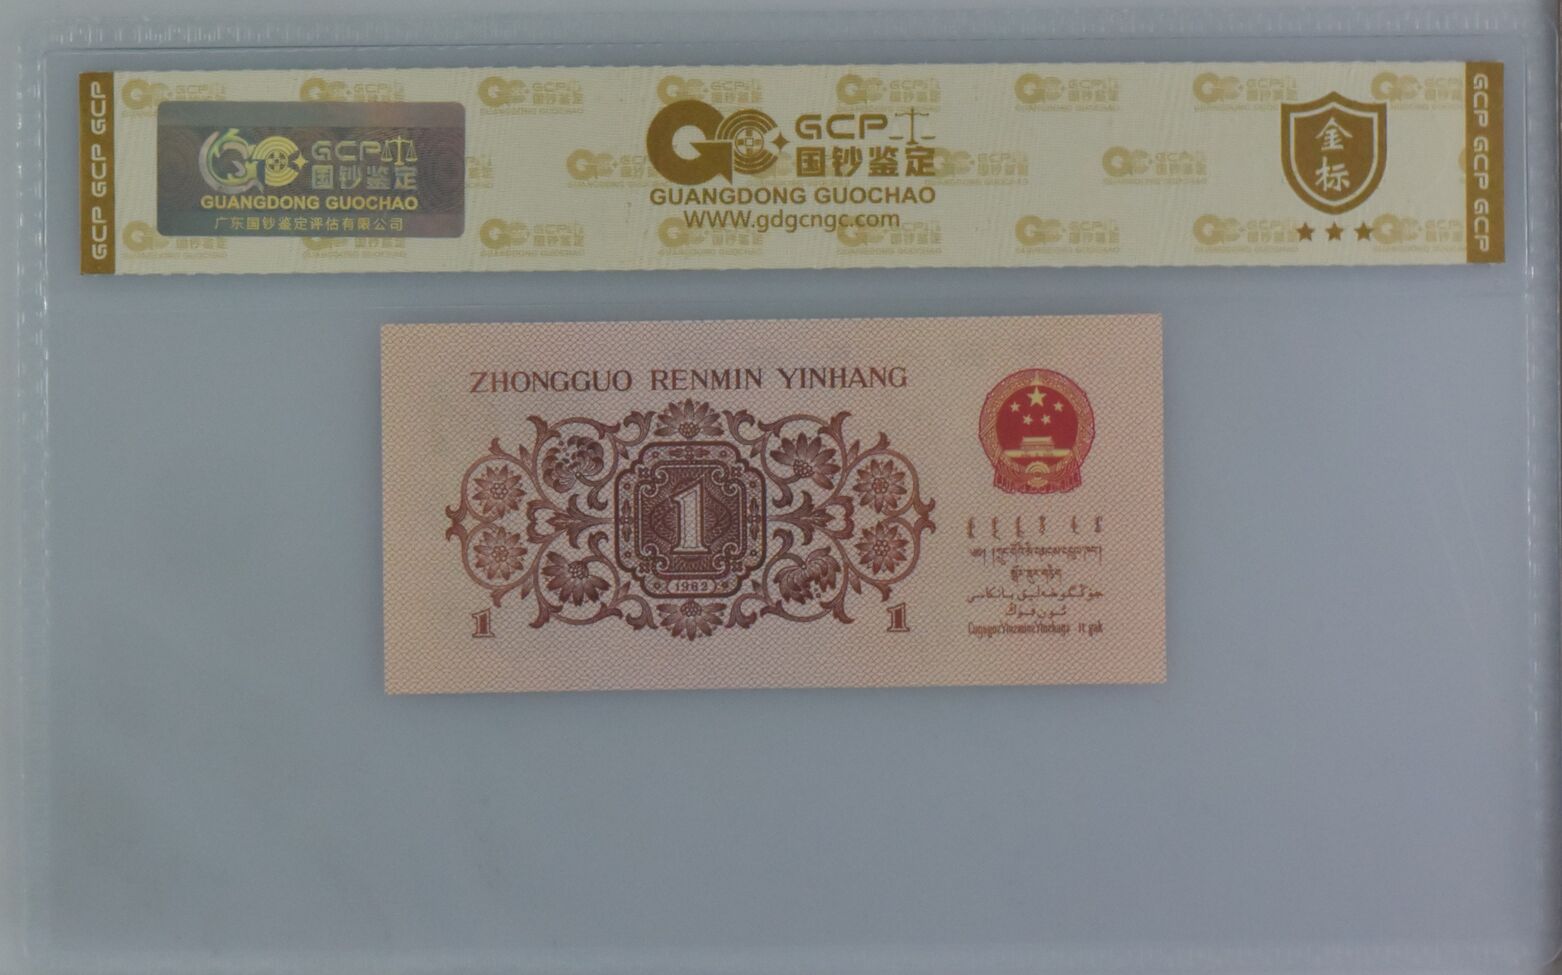 GCP GCP GCP
GCP 国钞鉴定
GUANGDONG GUOCHAO
广东国钞鉴定评估有限公司
GCP
国钞鉴定
GUANGDONG GUOCHAO
WWW.gdgcngc.com
金标
GCP GCP GCP
ZHONGGUO RENMIN YINHANG
1
(1962)
1
1
جۇڭگوخەلىق بانكاسى